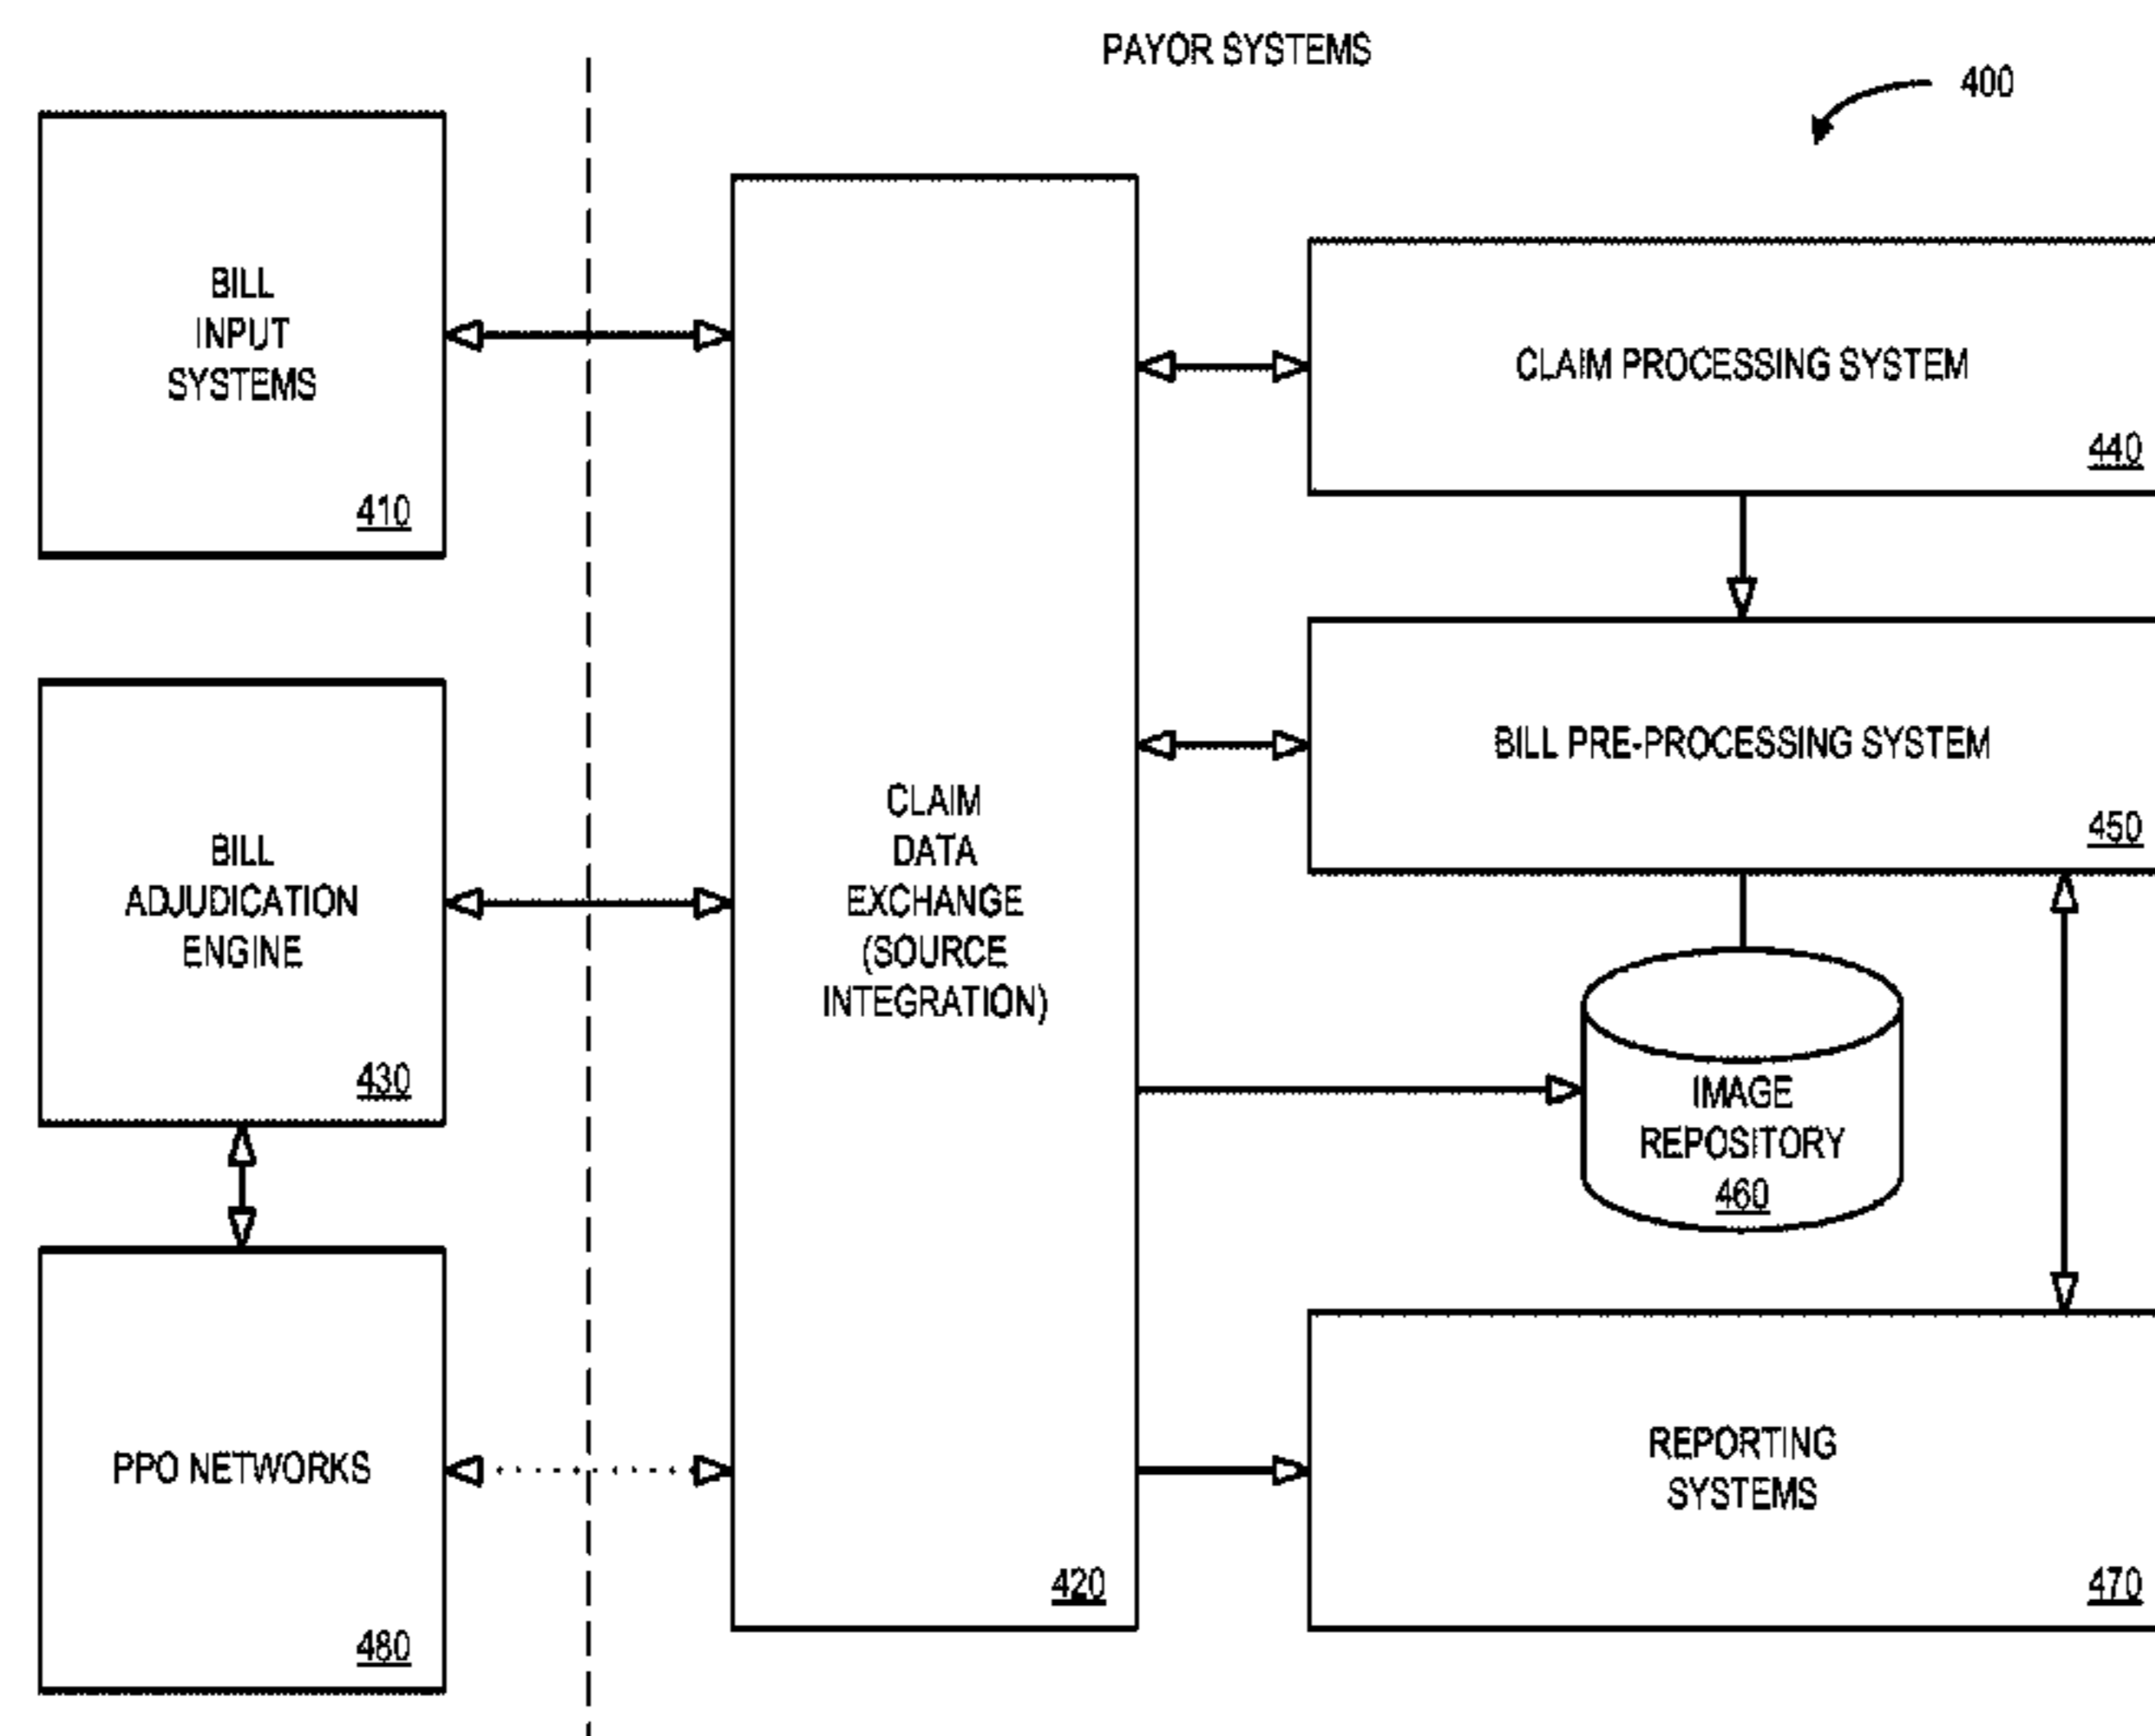 PAYOR SYSTEMS
400
BILL
INPUT
SYSTEMS
410
BILL
ADJUDICATION
ENGINE
430
PPO NETWORKS
480
CLAIM
DATA
EXCHANGE
(SOURCE
INTEGRATION)
420
CLAIM PROCESSING SYSTEM
440
BILL PRE-PROCESSING SYSTEM
450
IMAGE
REPOSITORY
460
REPORTING
SYSTEMS
470